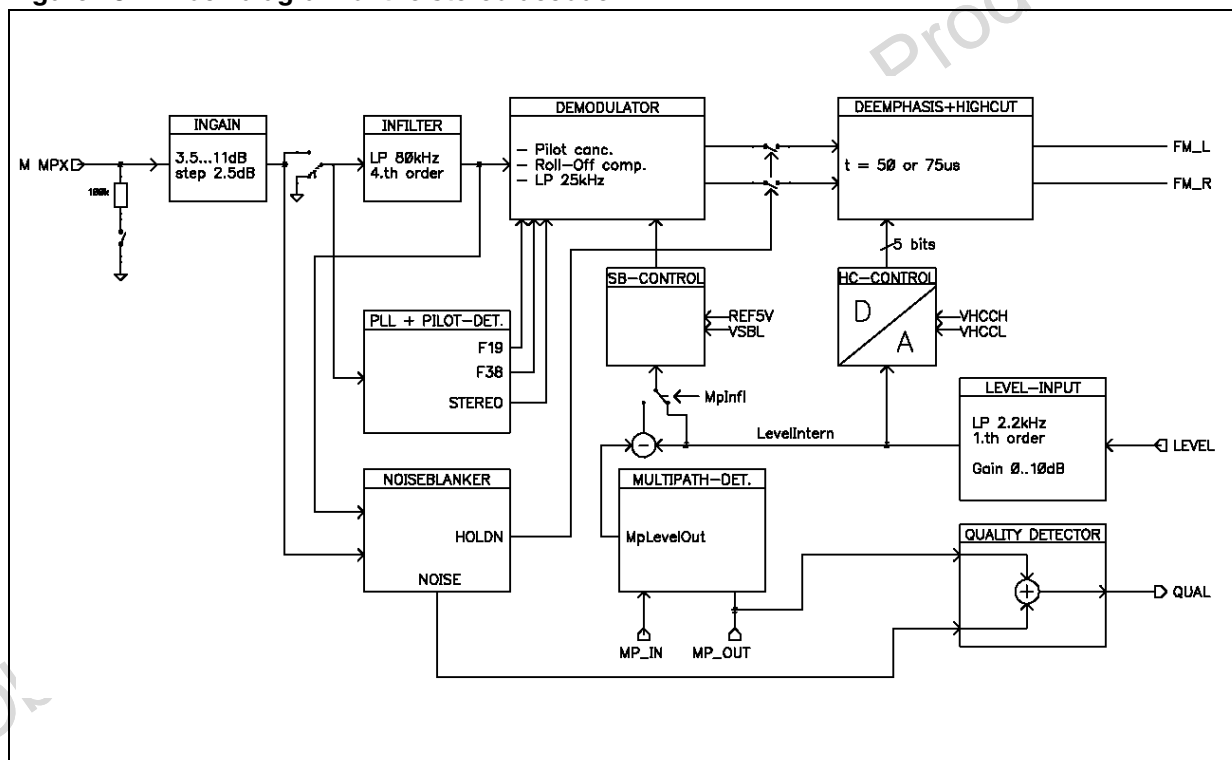 INGAIN
3.5...11dB
step 2.5dB
M MPX
100k
INFILTER
LP 80kHz
4.th order
DEMODULATOR
– Pilot canc.
– Roll-Off comp.
– LP 25kHz
DEEMPHASIS+HIGHCUT
t = 50 or 75us
FM_L
FM_R
5 bits
SB-CONTROL
REF5V
VSBL
HC-CONTROL
D
A
VHCCH
VHCCL
PLL + PILOT-DET.
F19
F38
STEREO
MpInfl
LEVEL-INPUT
LP 2.2kHz
1.th order
Gain 0..10dB
LEVEL
LevelIntern
NOISEBLANKER
HOLDN
NOISE
MULTIPATH-DET.
MpLevelOut
MP_IN
MP_OUT
QUALITY DETECTOR
QUAL